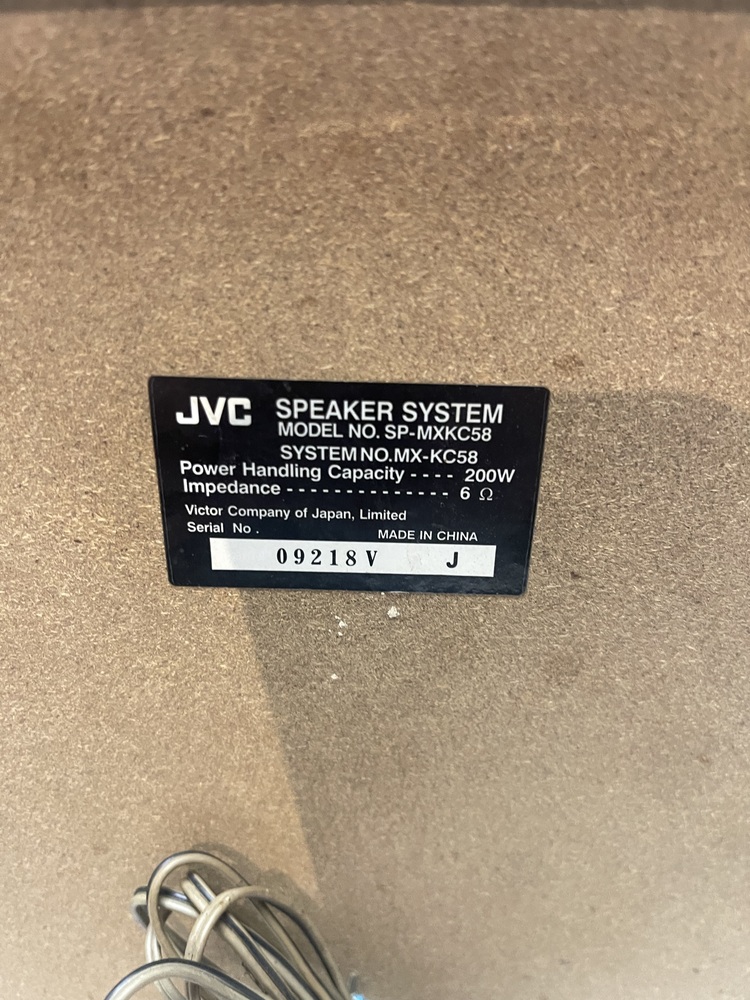 JVC SPEAKER SYSTEM
MODEL NO. SP-MXKC58
SYSTEM NO. MX-KC58
Power Handling Capacity - - - - 200W
Impedance - - - - - - - - - - - - - - - 6 Ω
Victor Company of Japan, Limited
Serial No .
MADE IN CHINA
09218V J